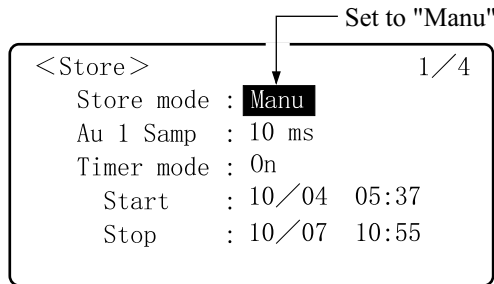 Set to "Manu"
＜Store＞ 1／4
Store mode : Manu
Au 1 Samp : 10 ms
Timer mode : On
Start : 10／04 05:37
Stop : 10／07 10:55